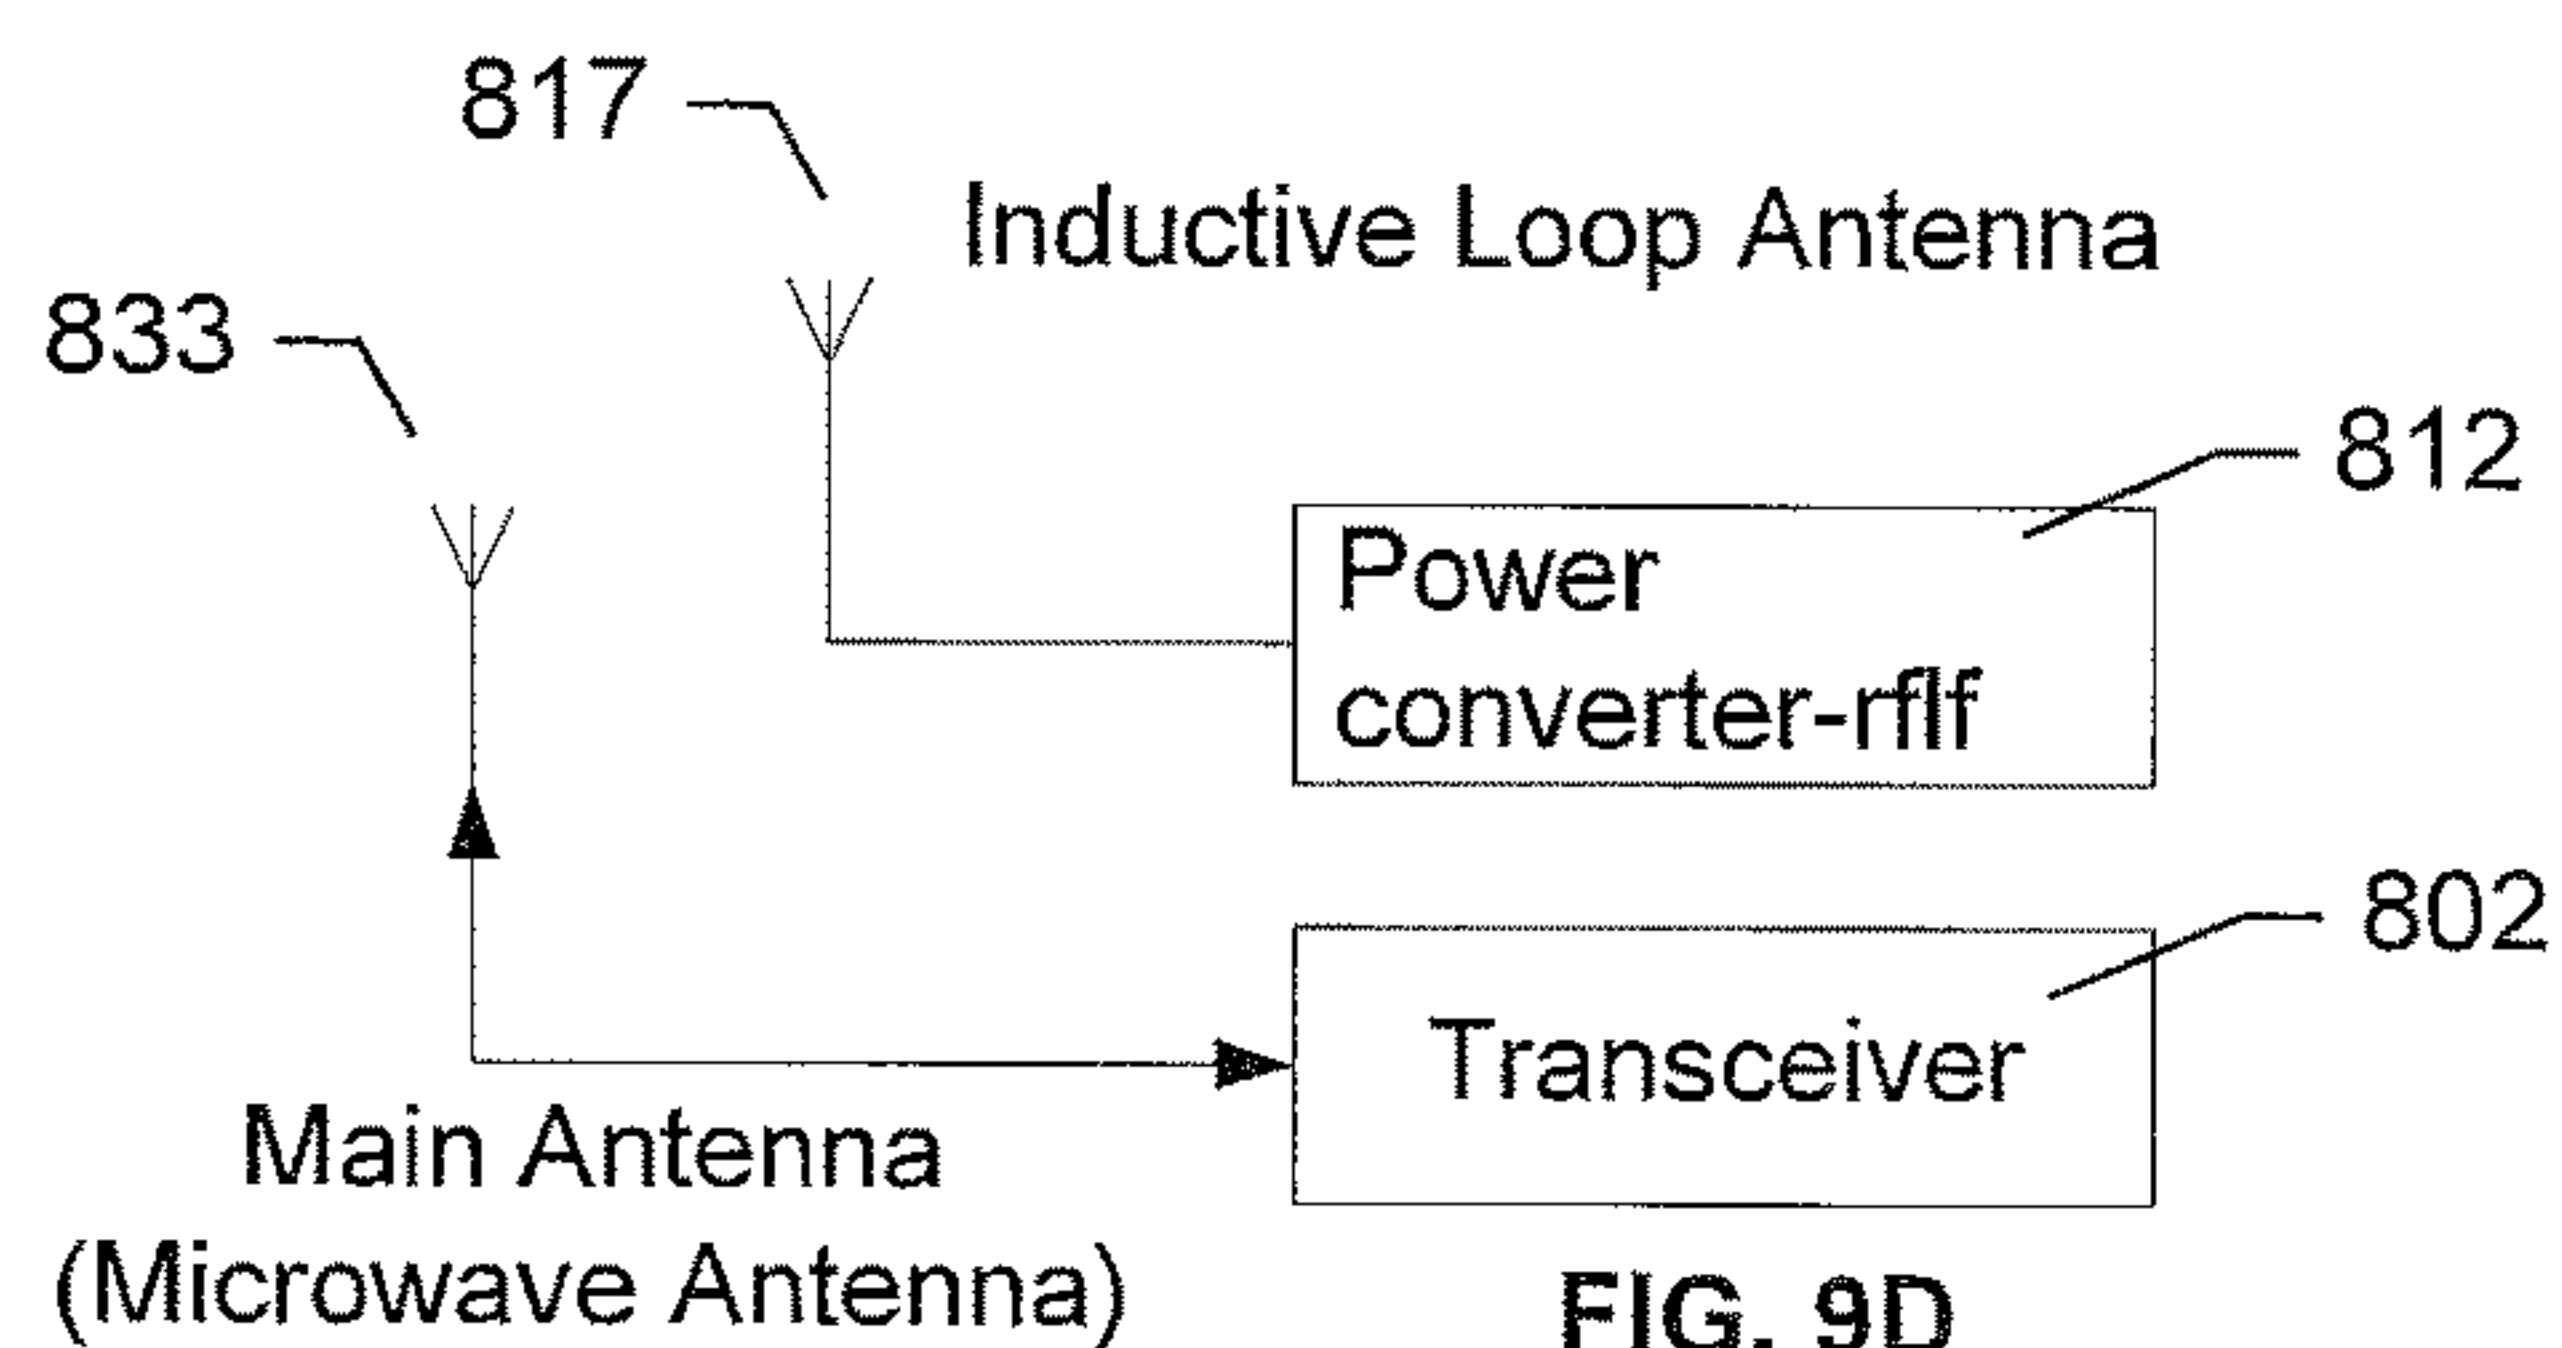 817
Inductive Loop Antenna
833
812
Power
converter-rflf
802
Transceiver
Main Antenna
(Microwave Antenna)
FIG. 9D